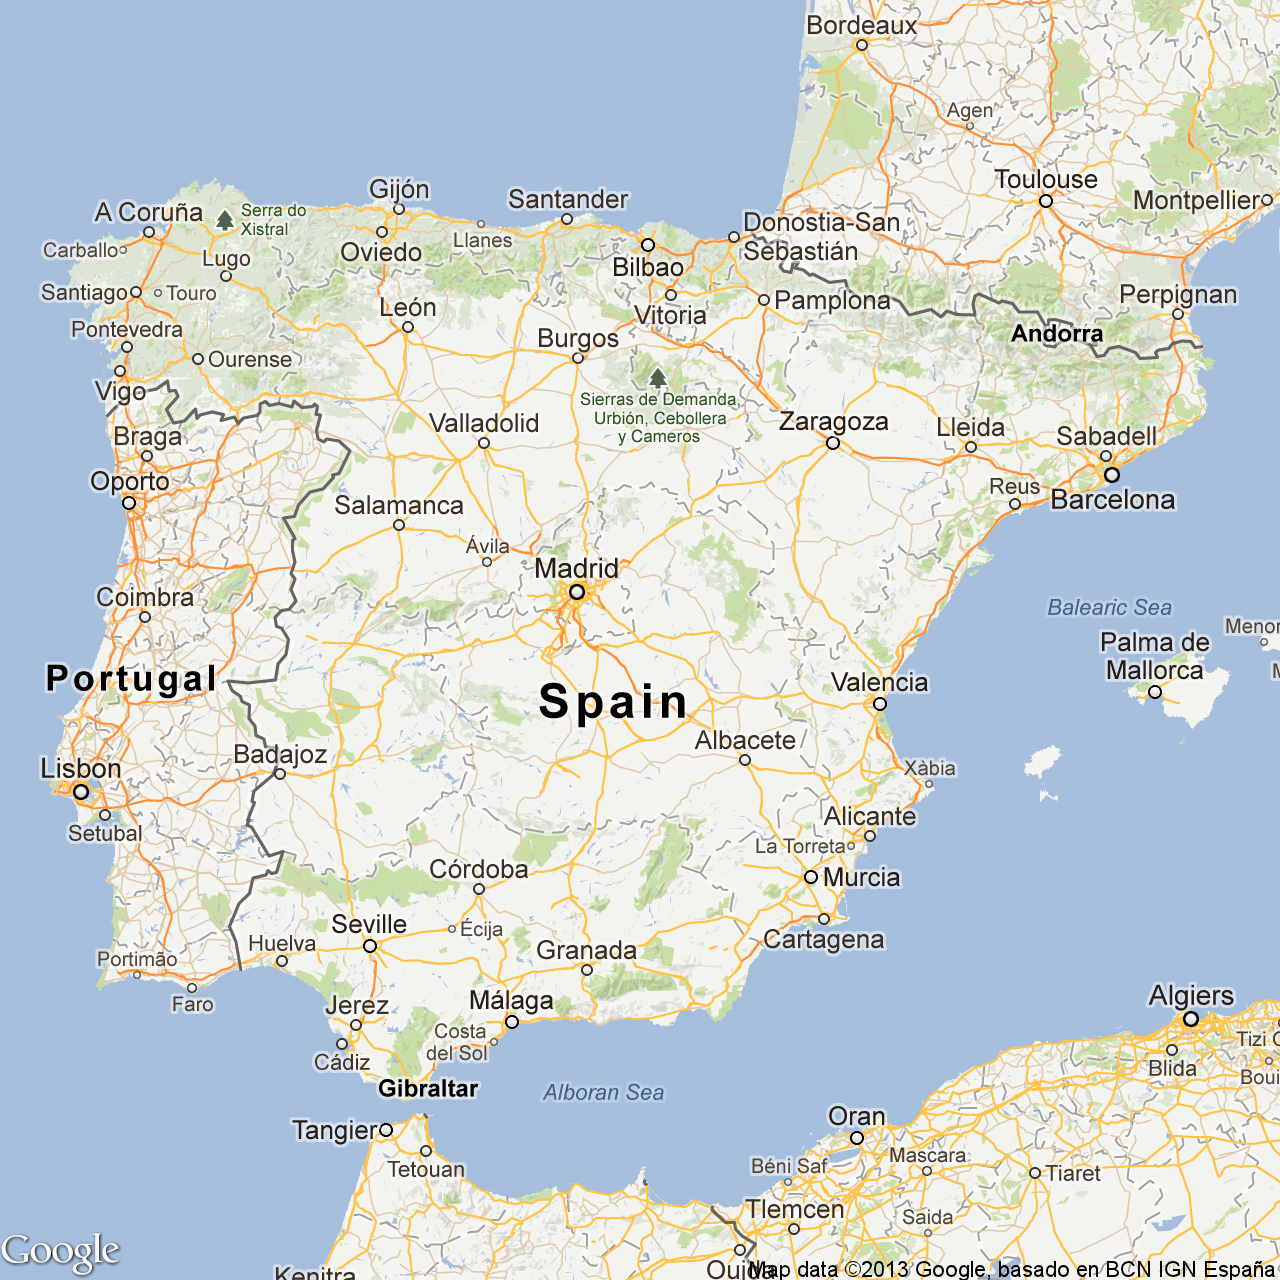 Bordeaux
Agen
Toulouse
Montpellier
Gijón
Santander
A Coruña
Serra do
Xistral
Donostia-San
Sebastián
Carballo
Oviedo
Llanes
Lugo
Bilbao
Santiago
Touro
Pamplona
Perpignan
León
Vitoria
Pontevedra
Burgos
Andorra
Ourense
Vigo
Sierras de Demanda,
Urbión, Cebollera
y Cameros
Valladolid
Zaragoza
Lleida
Braga
Sabadell
Oporto
Reus
Barcelona
Salamanca
Ávila
Madrid
Coimbra
Balearic Sea
Menor
Palma de
Mallorca
Portugal
Spain
Valencia
Albacete
Badajoz
Lisbon
Xàbia
Setubal
Alicante
La Torreta
Córdoba
Murcia
Seville
Écija
Huelva
Cartagena
Granada
Portimão
Faro
Jerez
Málaga
Algiers
Costa
del Sol
Cádiz
Tizi
Blida
Boui
Gibraltar
Alboran Sea
Oran
Tangier
Tetouan
Béni Saf
Mascara
Tiaret
Tlemcen
Saida
Google
Kenitra
Oujda
Map data ©2013 Google, basado en BCN IGN España